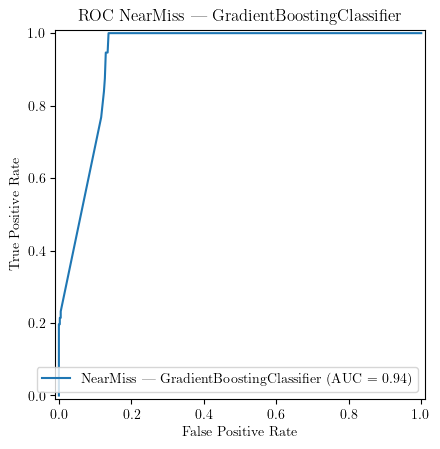 ROC NearMiss — GradientBoostingClassifier
1.0
0.8
0.6
0.4
0.2
0.0
True Positive Rate
NearMiss — GradientBoostingClassifier (AUC = 0.94)
0.0 0.2 0.4 0.6 0.8 1.0
False Positive Rate